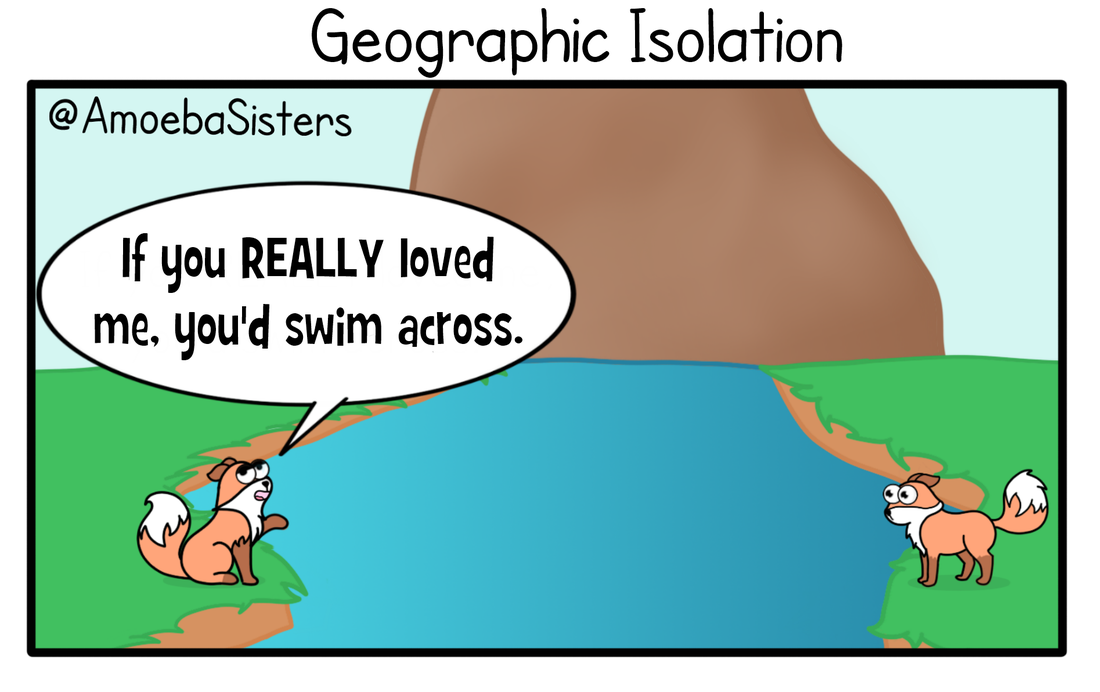 Geographic Isolation
@AmoebaSisters
If you REALLY loved
me, you'd swim across.